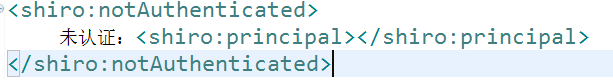 <shiro:notAuthenticated>
未认证：<shiro:principal></shiro:principal>
</shiro:notAuthenticated>